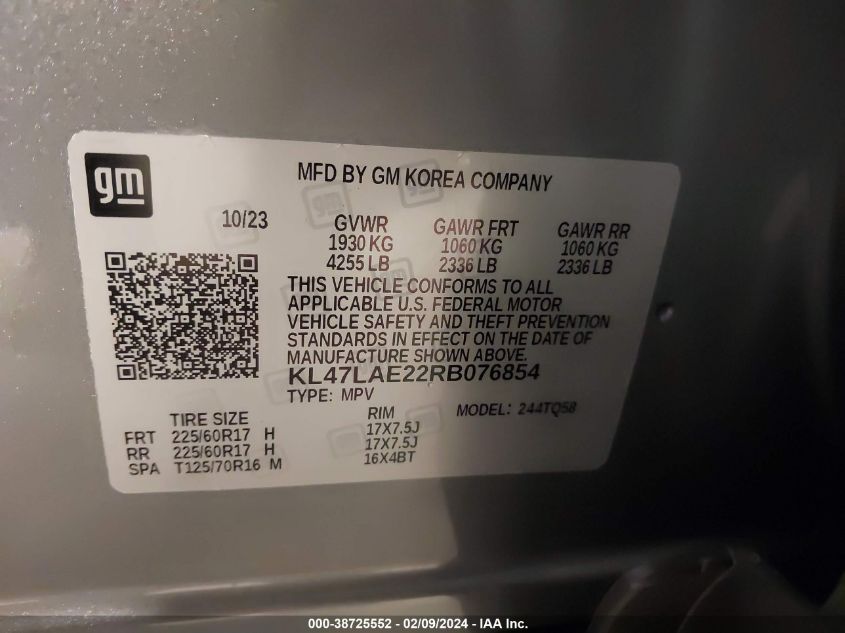 gm
MFD BY GM KOREA COMPANY
10/23
GVWR GAWR FRT GAWR RR
1930 KG 1060 KG 1060 KG
4255 LB 2336 LB 2336 LB
THIS VEHICLE CONFORMS TO ALL
APPLICABLE U.S. FEDERAL MOTOR
VEHICLE SAFETY AND THEFT PREVENTION
STANDARDS IN EFFECT ON THE DATE OF
MANUFACTURE SHOWN ABOVE.
KL47LAE22RB076854
TYPE: MPV
MODEL: 244TQ58
TIRE SIZE RIM
FRT 225/60R17 H 17X7.5J
RR 225/60R17 H 17X7.5J
SPA T125/70R16 M 16X4BT
000-38725552 - 02/09/2024 - IAA Inc.